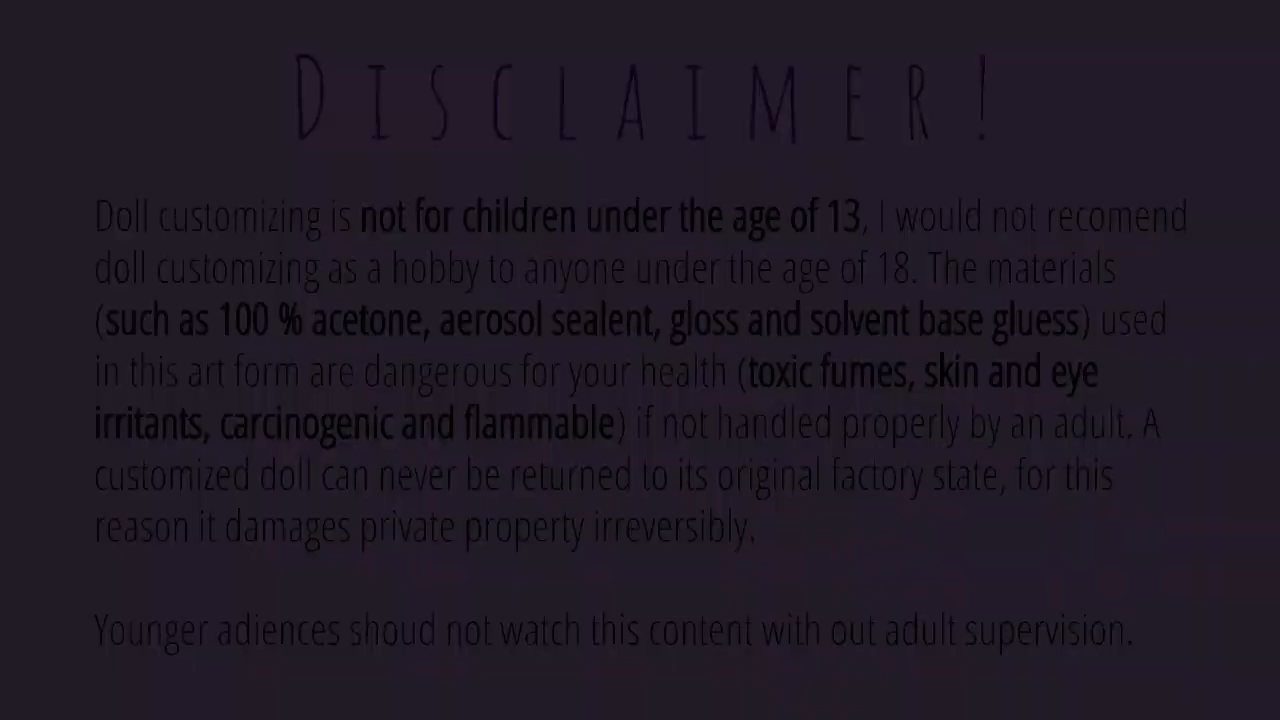 DISCLAIMER!
Doll customizing is not for children under the age of 13, I would not recomend
doll customizing as a hobby to anyone under the age of 18. The materials
(such as 100 % acetone, aerosol sealent, gloss and solvent base gluess) used
in this art form are dangerous for your health (toxic fumes, skin and eye
irritants, carcinogenic and flammable) if not handled properly by an adult. A
customized doll can never be returned to its original factory state, for this
reason it damages private property irreversibly.
Younger adiences shoud not watch this content with out adult supervision.